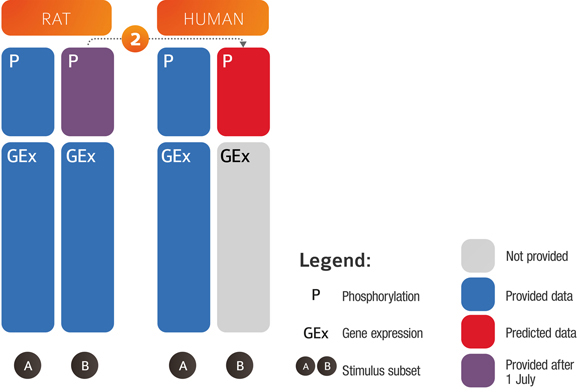 RAT HUMAN
2
P P P P
GEx GEx GEx GEx
A B A B
Legend:
P Phosphorylation
GEx Gene expression
A B Stimulus subset
Not provided
Provided data
Predicted data
Provided after
1 July